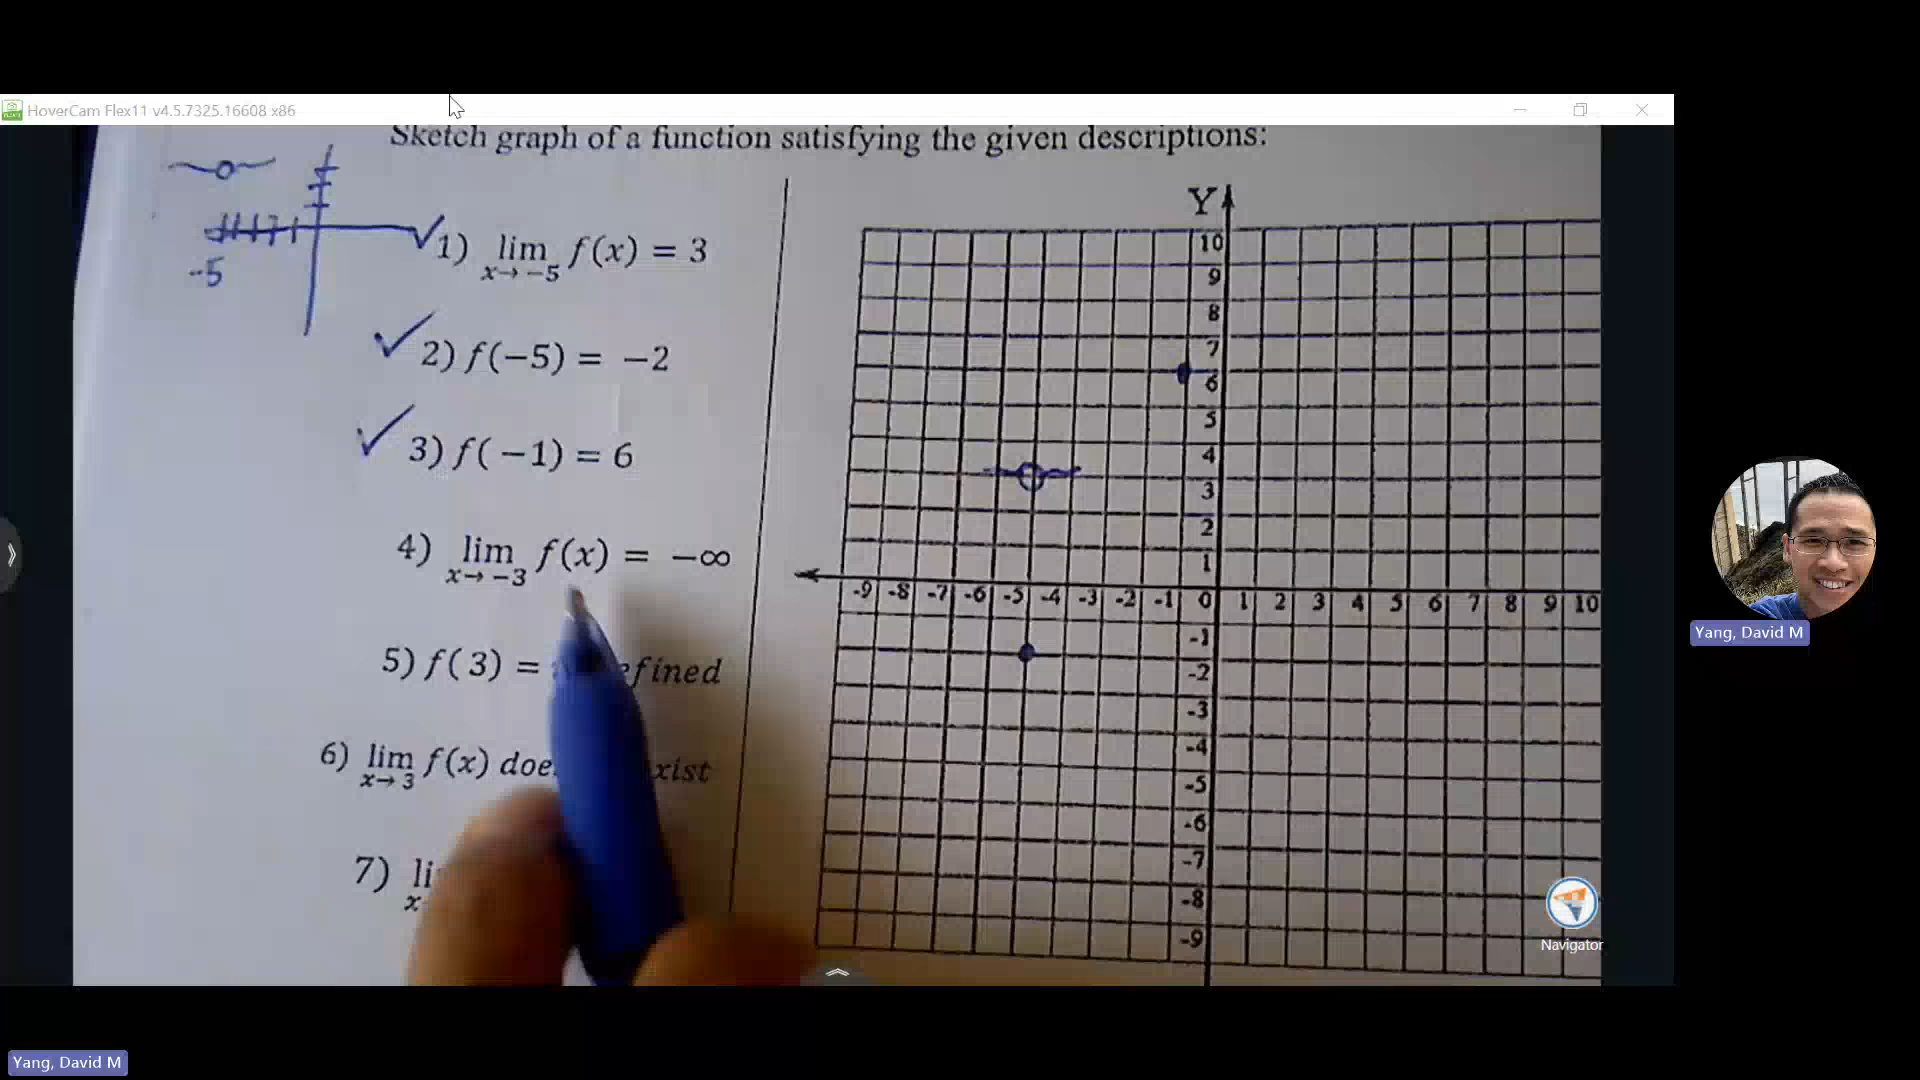 HoverCam Flex11 v4.5.7325.16608 x86
Sketch graph of a function satisfying the given descriptions:
-5
1) lim f(x) = 3
x→ −5
2) f(−5) = −2
3) f( −1) = 6
4) lim f(x) = −∞
x→ −3
5) f( 3) = efined
6) lim f(x) doe xist
x→ 3
7) li
x
Y
10
9
8
7
6
5
4
3
2
1
-9 -8 -7 -6 -5 -4 -3 -2 -1 0 1 2 3 4 5 6 7 8 9 10
-1
-2
-3
-4
-5
-6
-7
-8
-9
Navigator
Yang, David M
Yang, David M